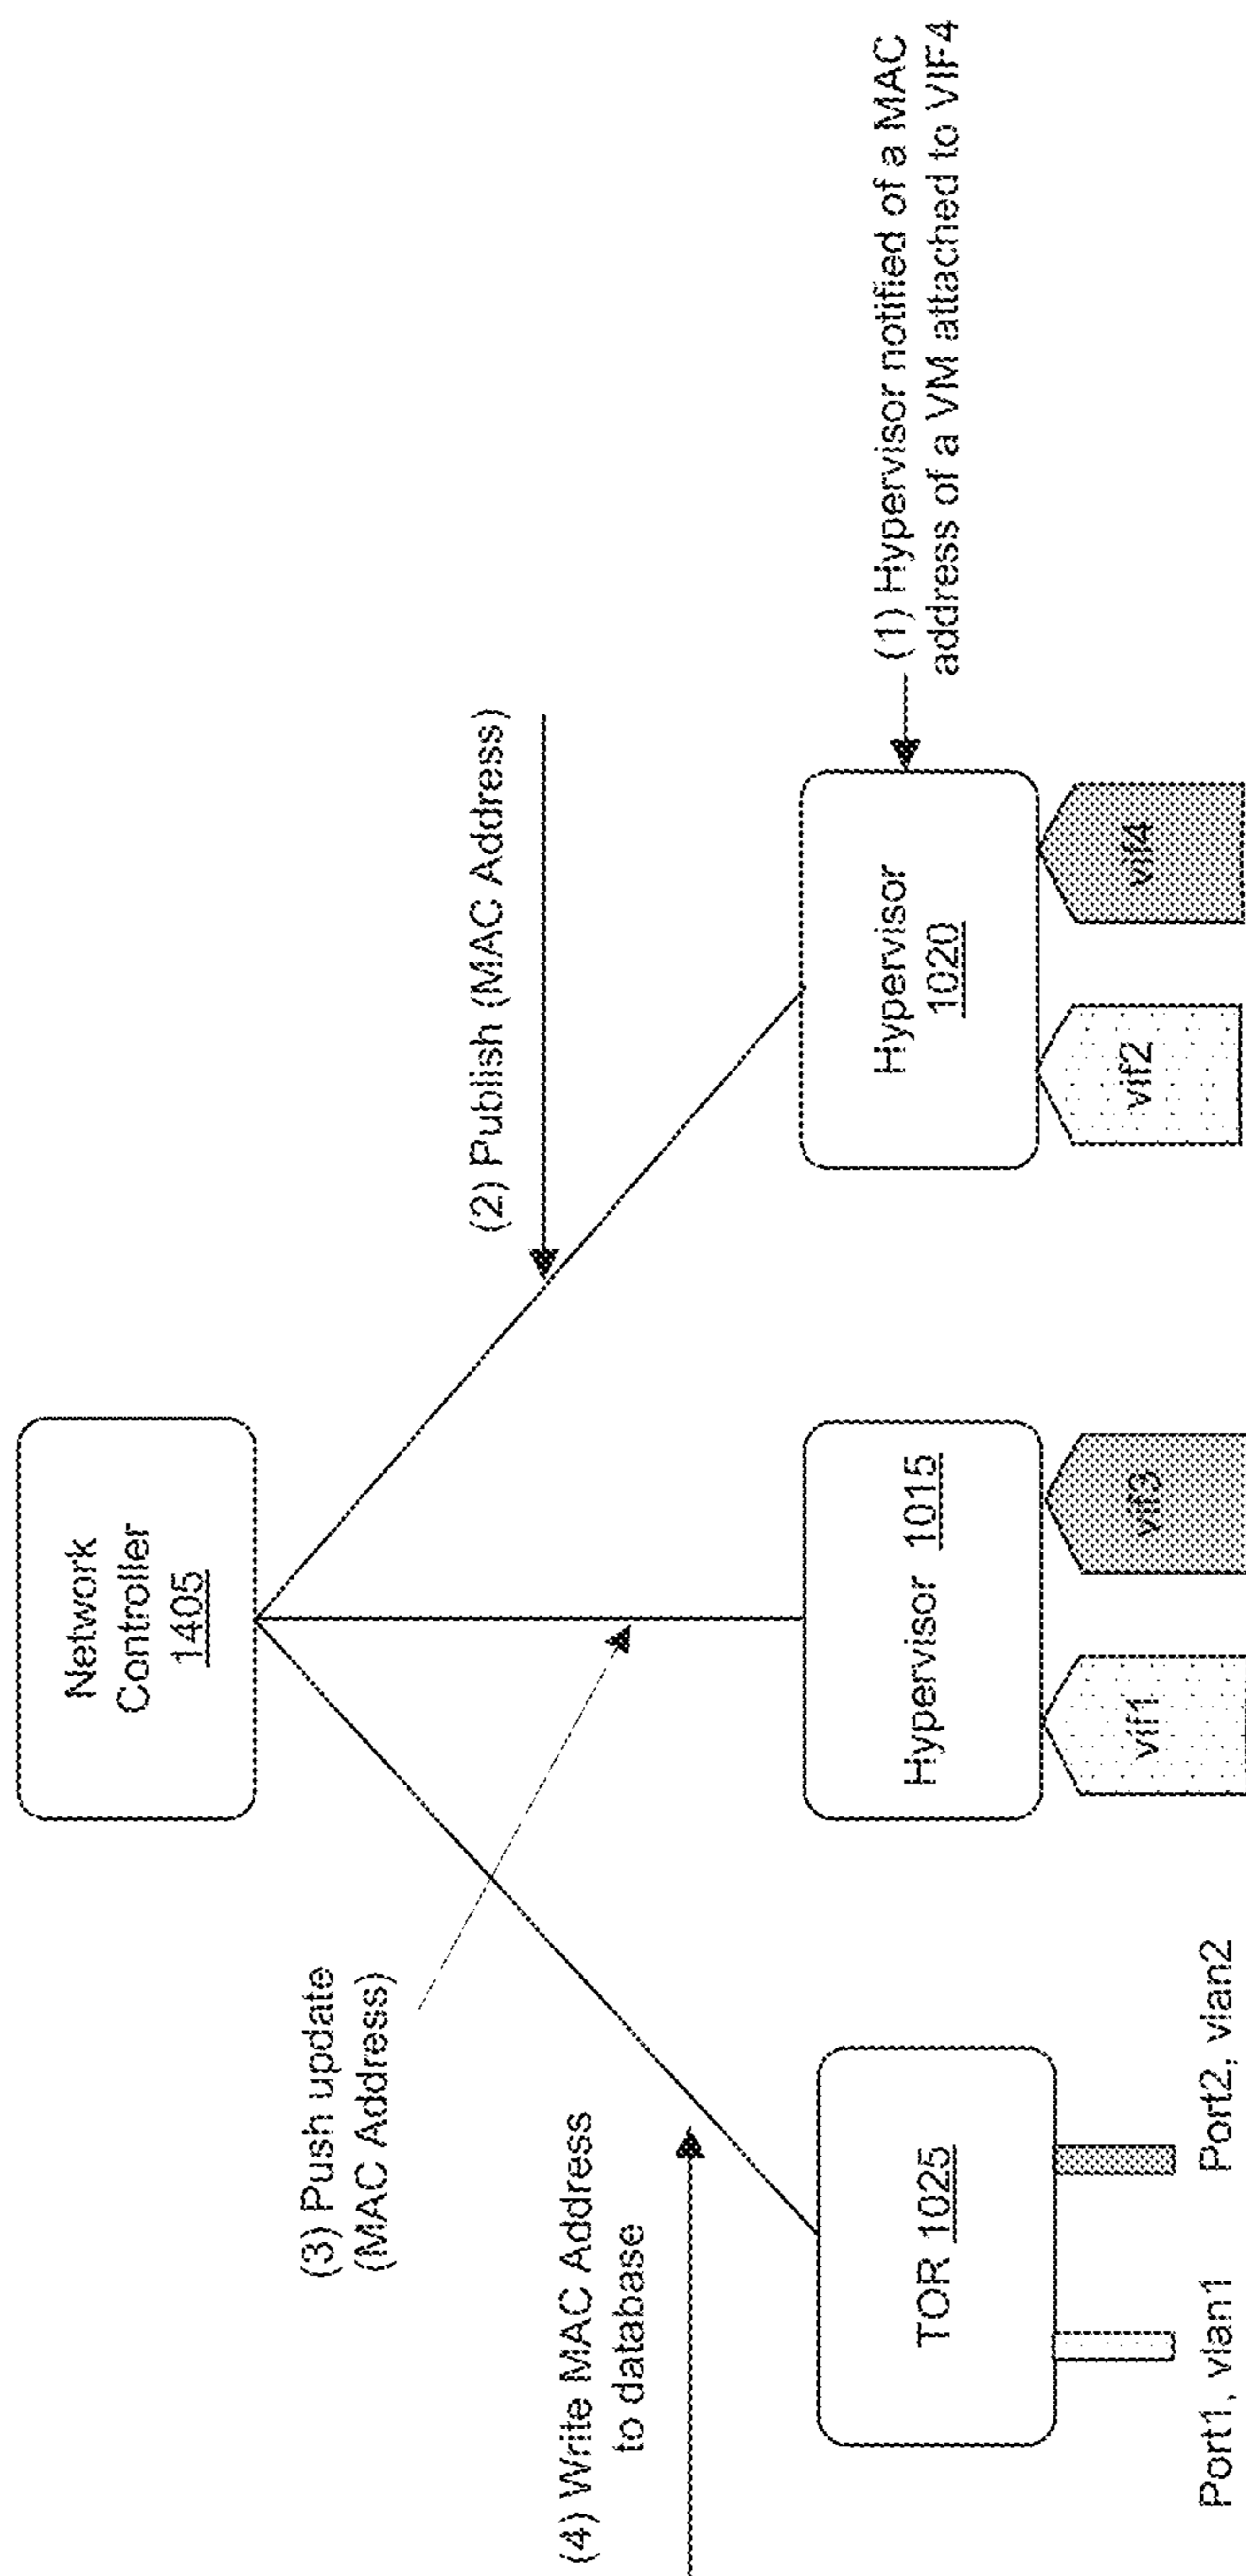 Network
Controller
1405
(3) Push update
(MAC Address)
(2) Publish (MAC Address)
(4) Write MAC Address
to database
TOR 1025
Hypervisor 1015
Hypervisor
1020
(1) Hypervisor notified of a MAC
address of a VM attached to VIF4
Port1, vlan1
Port2, vlan2
vif1
vif3
vif2
vif4